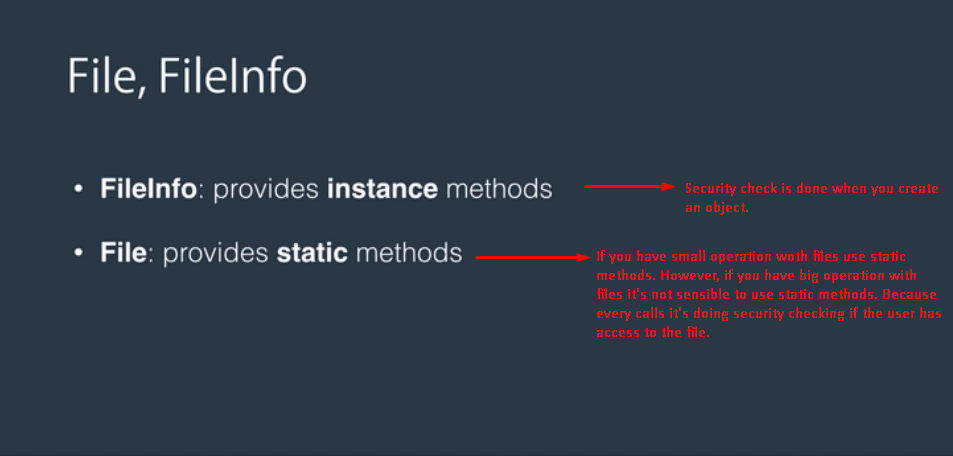 File, FileInfo
• FileInfo: provides instance methods
Security check is done when you create
an object.
• File: provides static methods
If you have small operation woth files use static
methods. However, if you have big operation with
files it's not sensible to use static methods. Because
every calls it's doing security checking if the user has
access to the file.